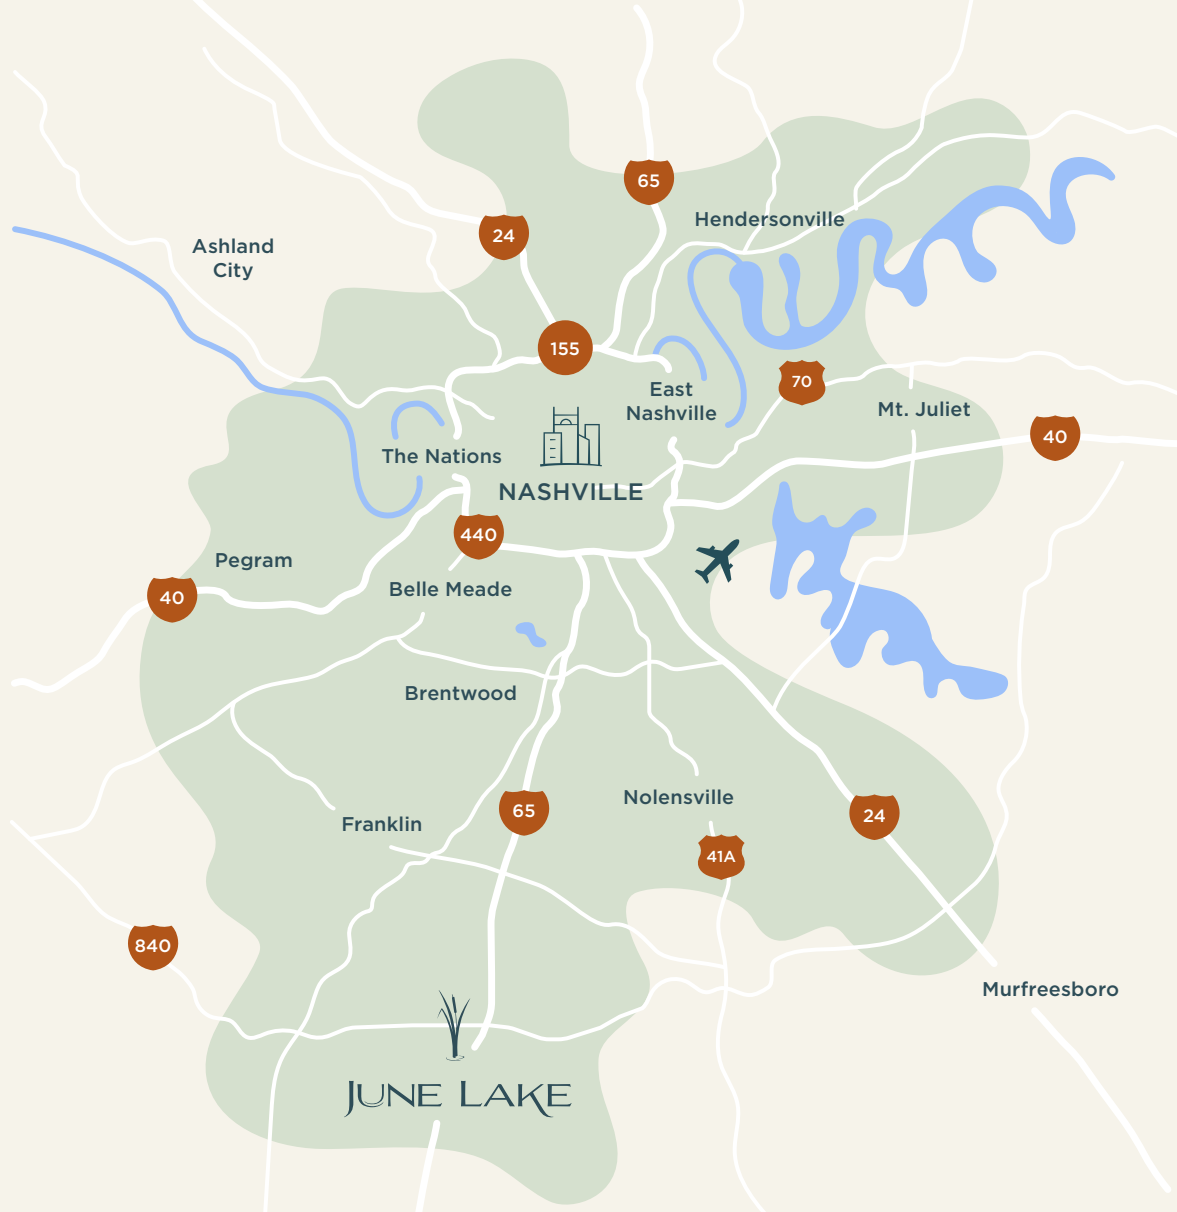 65
Hendersonville
24
Ashland
City
155
70
East
Nashville
Mt. Juliet
40
The Nations
NASHVILLE
440
Pegram
Belle Meade
40
Brentwood
Nolensville
65
24
Franklin
41A
840
Murfreesboro
JUNE LAKE